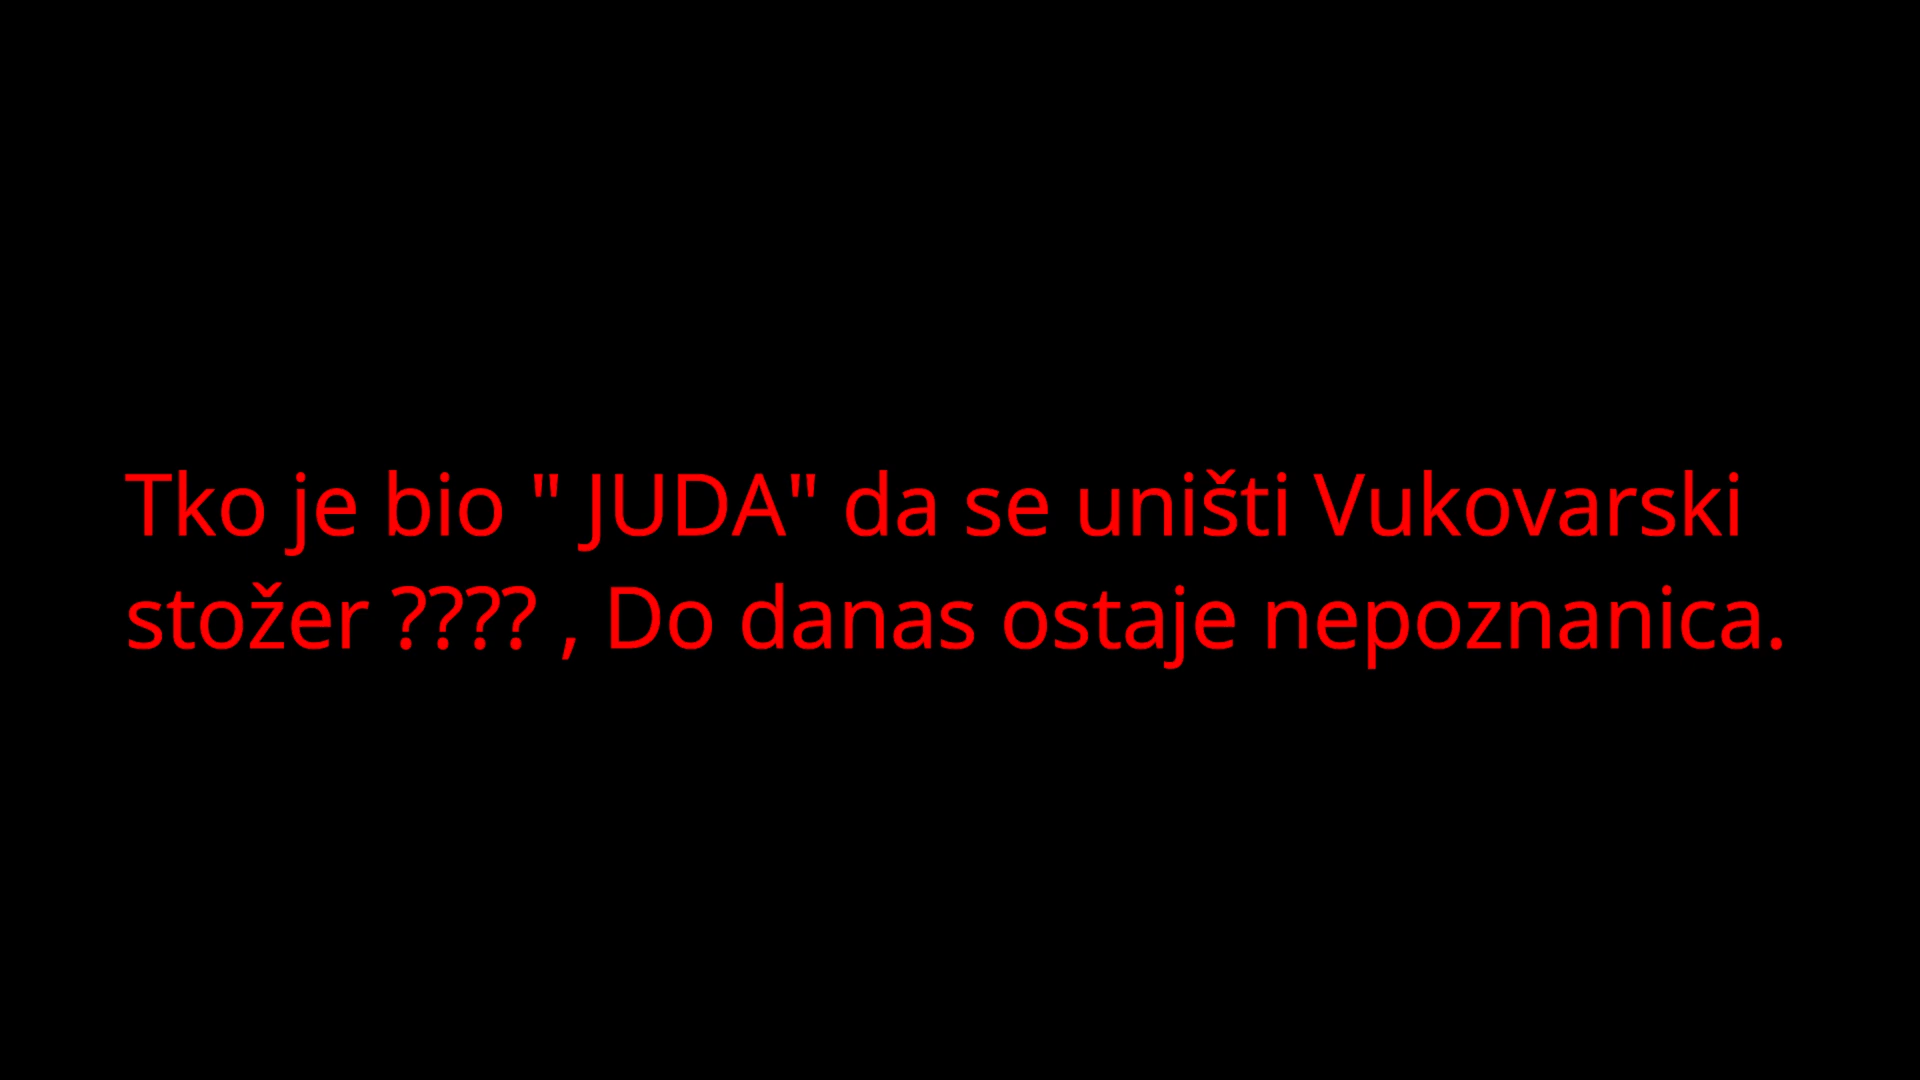 Tko je bio " JUDA" da se uništi Vukovarski
stožer ???? , Do danas ostaje nepoznanica.